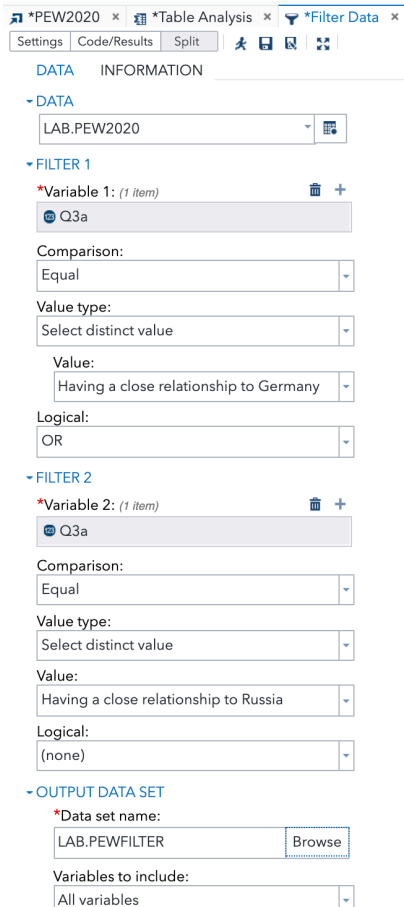 *PEW2020 × *Table Analysis × *Filter Data ×
Settings Code/Results Split
DATA INFORMATION
DATA
LAB.PEW2020
FILTER 1
*Variable 1: (1 item)
123 Q3a
Comparison:
Equal
Value type:
Select distinct value
Value:
Having a close relationship to Germany
Logical:
OR
FILTER 2
*Variable 2: (1 item)
123 Q3a
Comparison:
Equal
Value type:
Select distinct value
Value:
Having a close relationship to Russia
Logical:
(none)
OUTPUT DATA SET
*Data set name:
LAB.PEWFILTER Browse
Variables to include:
All variables